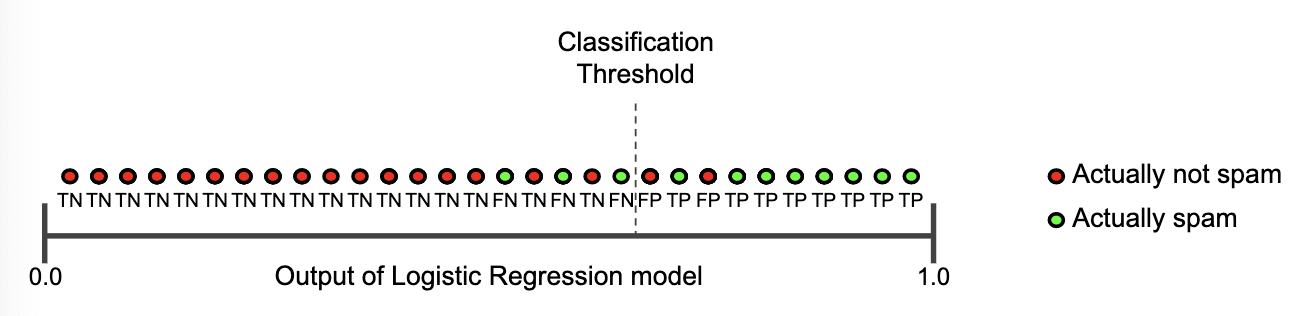 Classification
Threshold
TN TN TN TN TN TN TN TN TN TN TN TN TN TN TN FN TN FN TN FN FP TP FP TP TP TP TP TP TP TP
Actually not spam
Actually spam
0.0 Output of Logistic Regression model 1.0